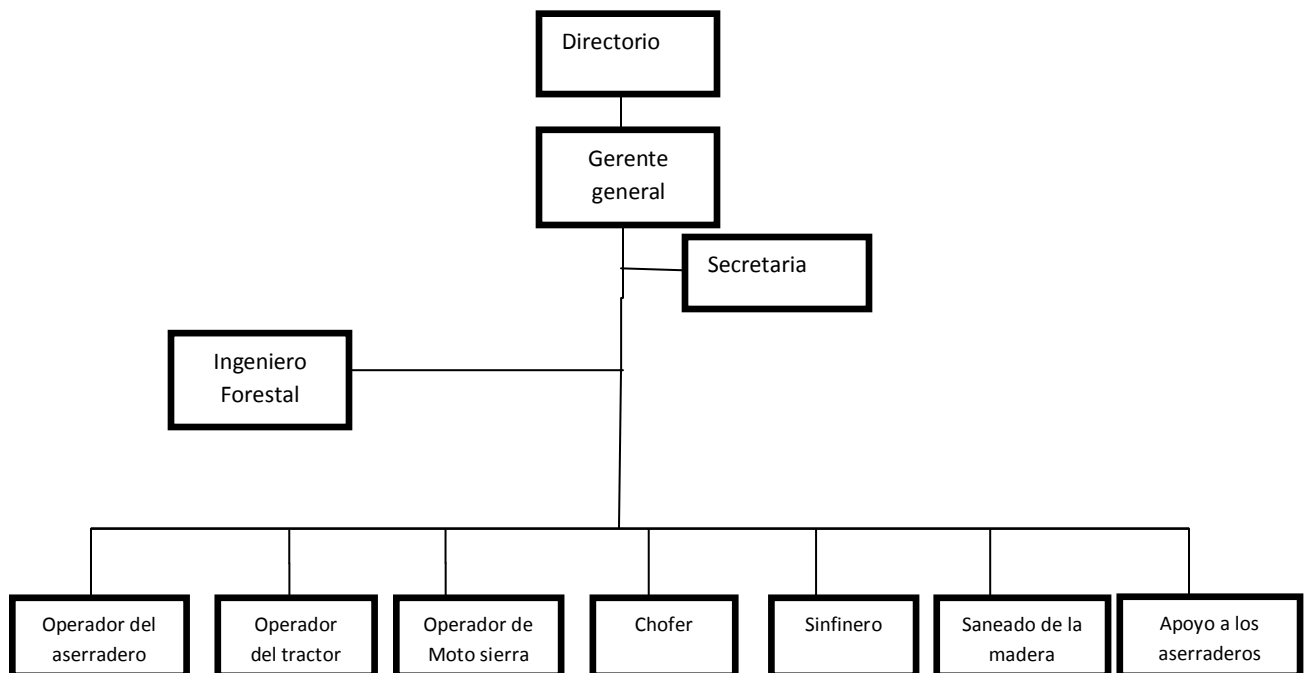 Directorio
Gerente
general
Secretaria
Ingeniero
Forestal
Operador del
aserradero
Operador
del tractor
Operador de
Moto sierra
Chofer
Sinfinero
Saneado de la
madera
Apoyo a los
aserraderos